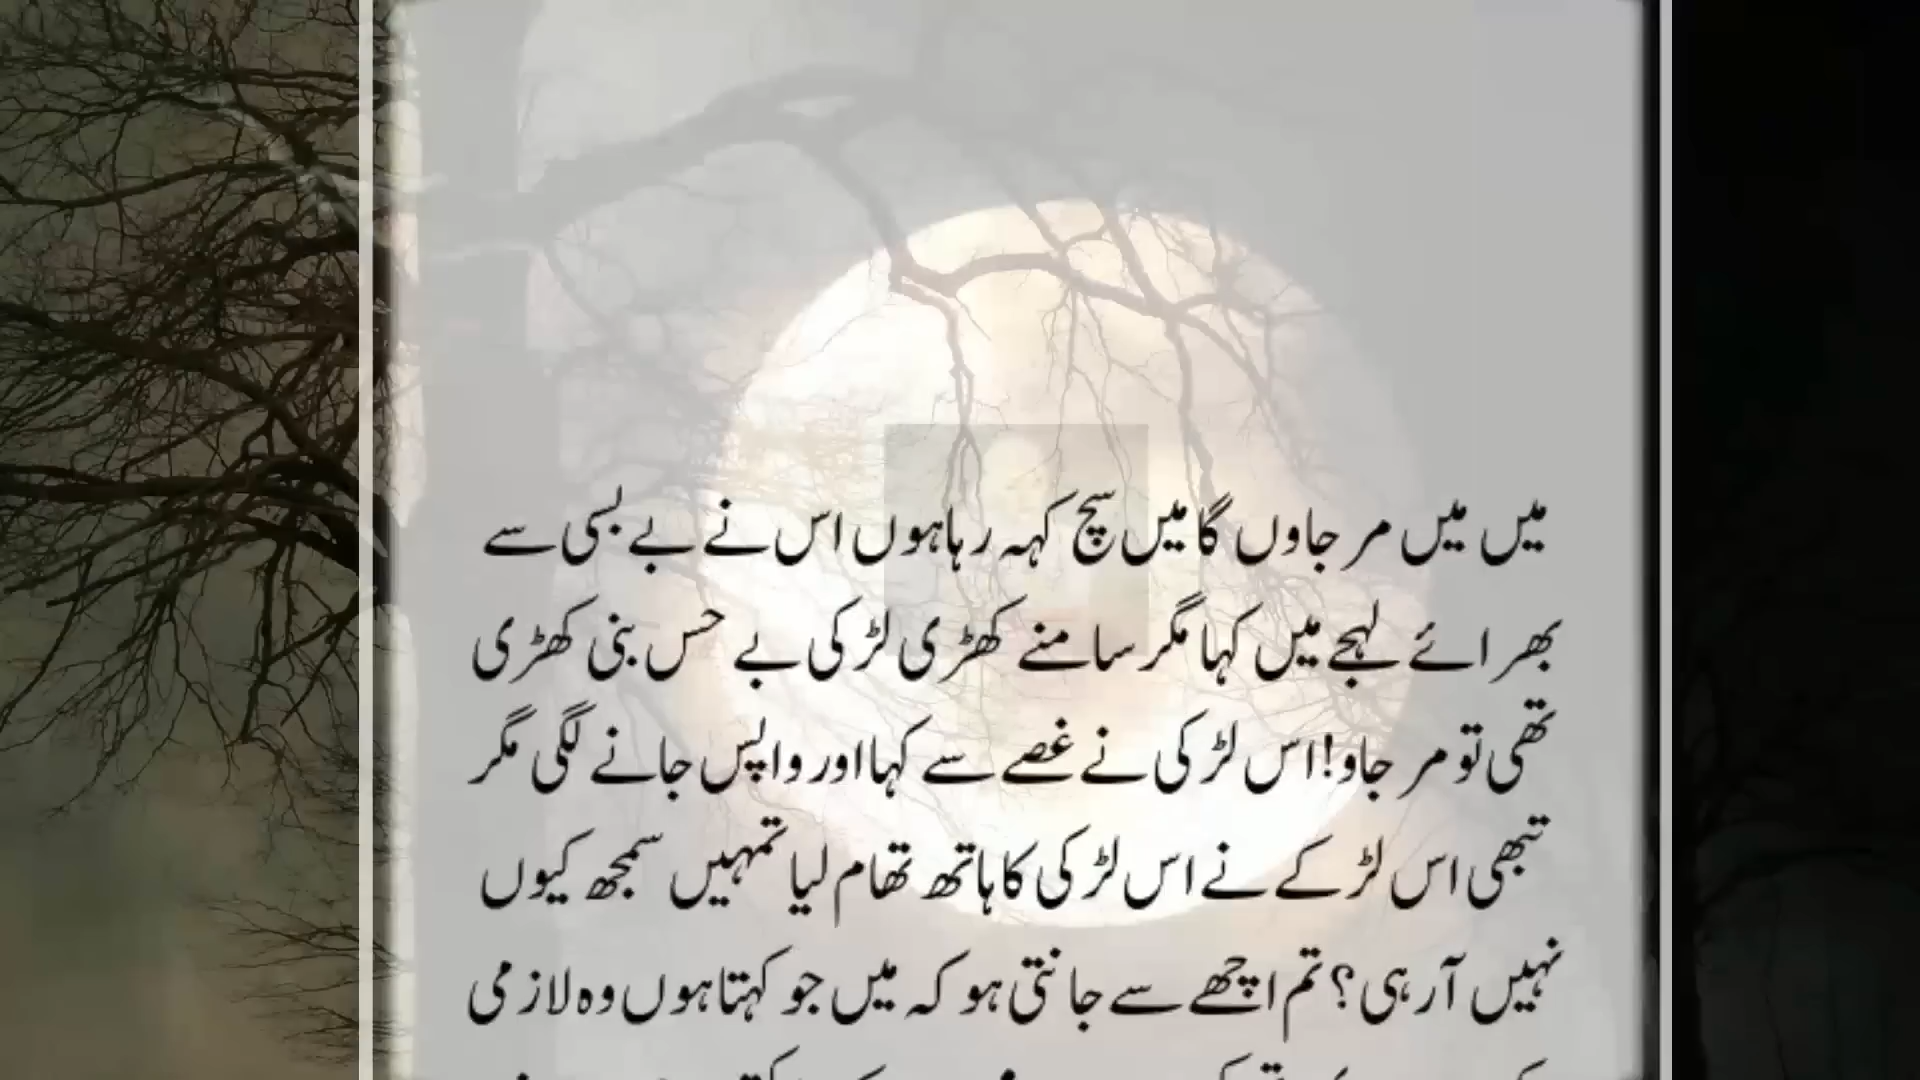 میں میں مر جاوں گا میں سچ کہہ رہا ہوں اس نے بے بسی سے
بھرائے لہجے میں کہا مگر سامنے کھڑی لڑکی بے حس بنی کھڑی
تھی تو مر جاو! اس لڑکی نے غصے سے کہا اور واپس جانے لگی مگر
تبھی اس لڑکے نے اس لڑکی کا ہاتھ تھام لیا تمہیں سمجھ کیوں
نہیں آرہی؟ تم اچھے سے جانتی ہو کہ میں جو کہتا ہوں وہ لازمی